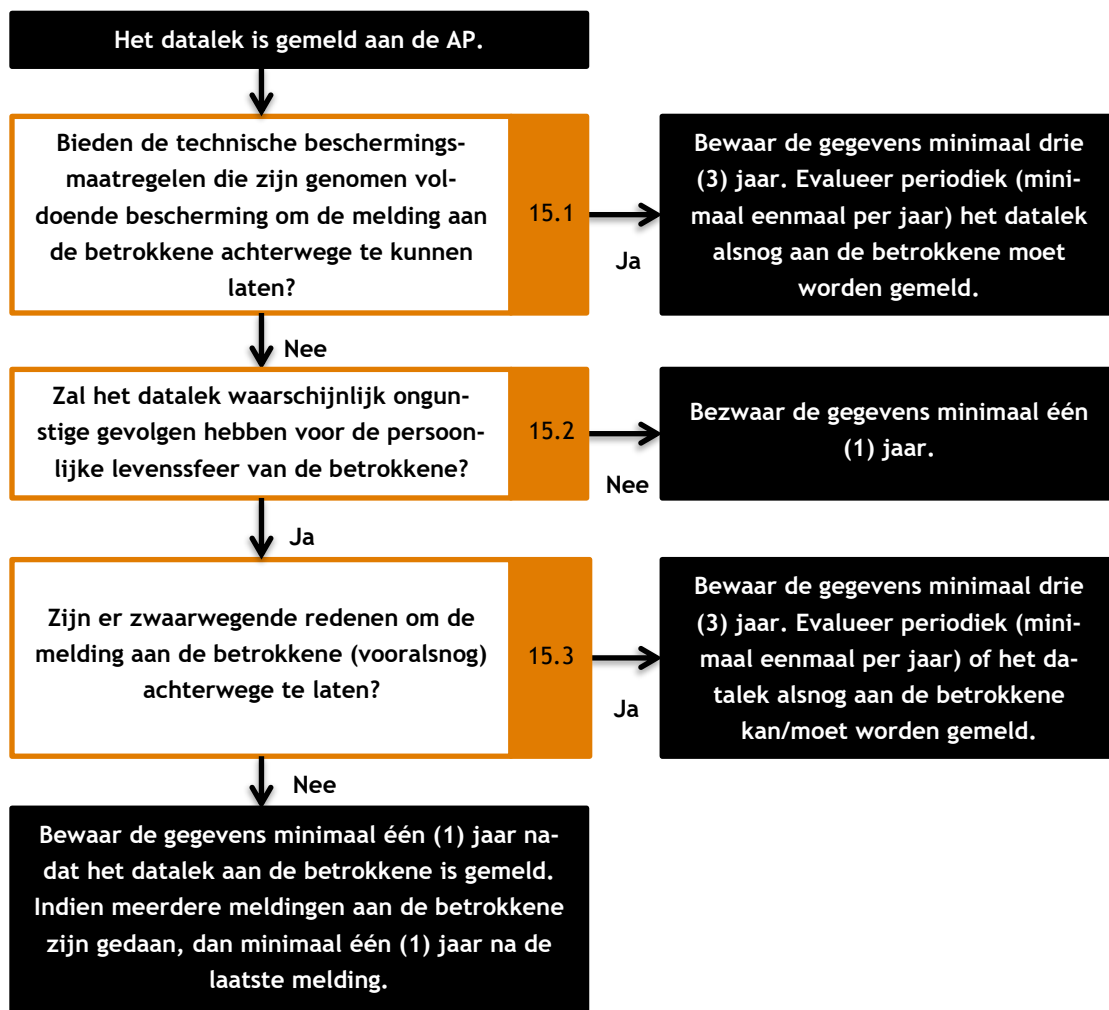 Het datalek is gemeld aan de AP.
Bieden de technische beschermings-
maatregelen die zijn genomen vol-
doende bescherming om de melding aan
de betrokkene achterwege te kunnen
laten?
15.1
Ja
Bewaar de gegevens minimaal drie
(3) jaar. Evalueer periodiek (mini-
maal eenmaal per jaar) het datalek
alsnog aan de betrokkene moet
worden gemeld.
Nee
Zal het datalek waarschijnlijk ongun-
stige gevolgen hebben voor de persoon-
lijke levenssfeer van de betrokkene?
15.2
Nee
Bezwaar de gegevens minimaal één
(1) jaar.
Ja
Zijn er zwaarwegende redenen om de
melding aan de betrokkene (vooralsnog)
achterwege te laten?
15.3
Ja
Bewaar de gegevens minimaal drie
(3) jaar. Evalueer periodiek (mini-
maal eenmaal per jaar) of het da-
talek alsnog aan de betrokkene
kan/moet worden gemeld.
Nee
Bewaar de gegevens minimaal één (1) jaar na-
dat het datalek aan de betrokkene is gemeld.
Indien meerdere meldingen aan de betrokkene
zijn gedaan, dan minimaal één (1) jaar na de
laatste melding.